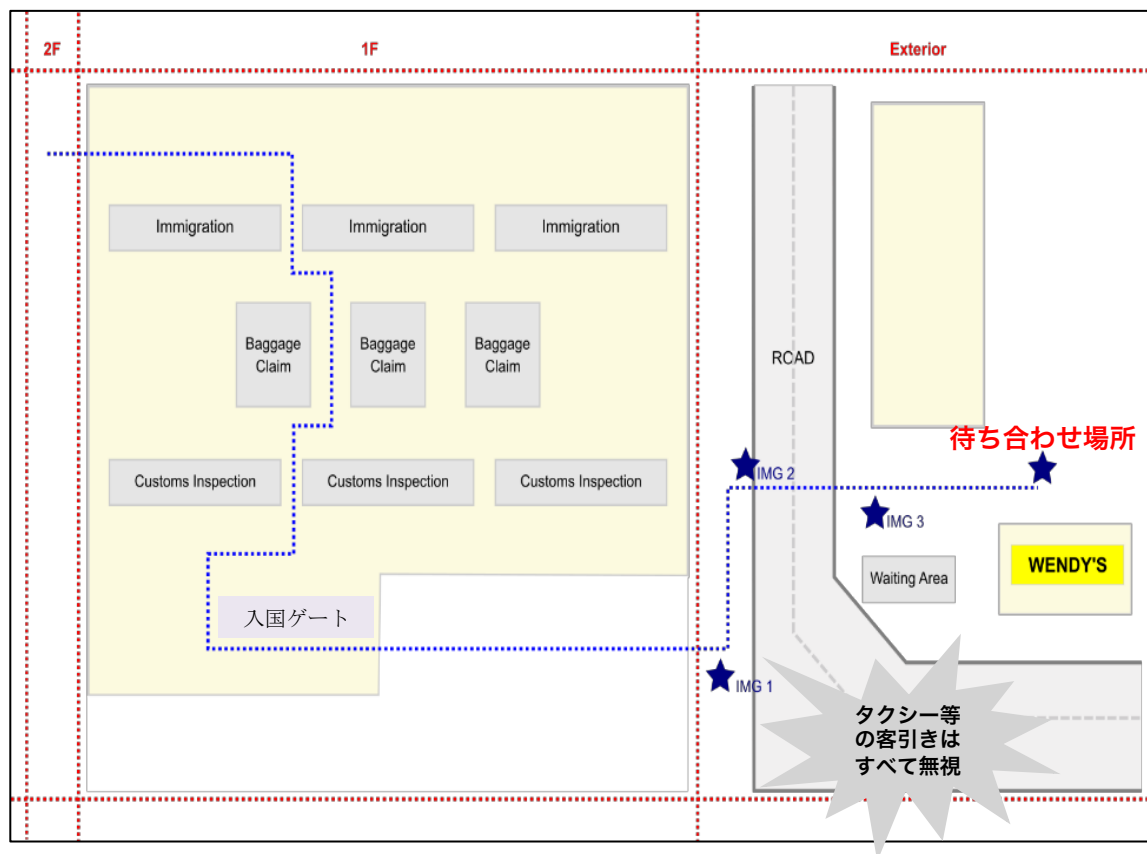 2F
1F
Exterior
Immigration
Immigration
Immigration
Baggage
Claim
Baggage
Claim
Baggage
Claim
ROAD
待ち合わせ場所
Customs Inspection
Customs Inspection
Customs Inspection
IMG 2
IMG 3
Waiting Area
WENDY'S
入国ゲート
IMG 1
タクシー等
の客引きは
すべて無視